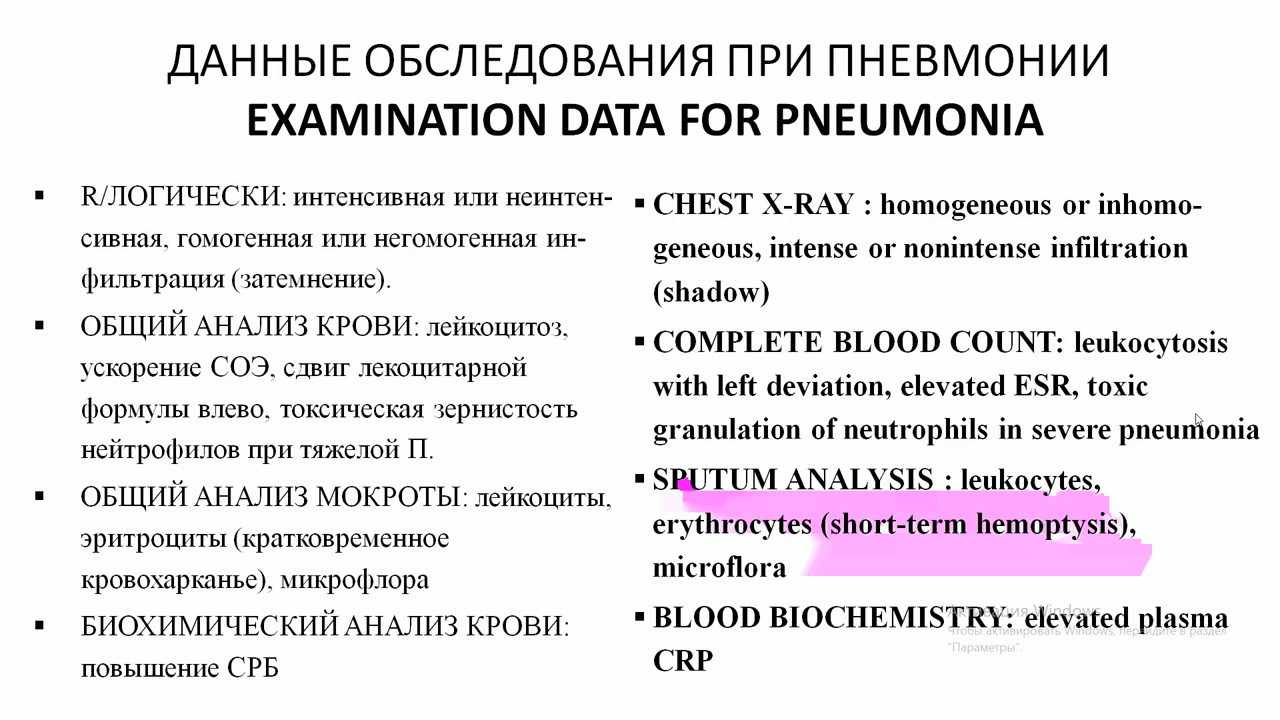 ДАННЫЕ ОБСЛЕДОВАНИЯ ПРИ ПНЕВМОНИИ
EXAMINATION DATA FOR PNEUMONIA
▪ R/ЛОГИЧЕСКИ: интенсивная или неинтен-
сивная, гомогенная или негомогенная ин-
фильтрация (затемнение).
▪ ОБЩИЙ АНАЛИЗ КРОВИ: лейкоцитоз,
ускорение СОЭ, сдвиг лекоцитарной
формулы влево, токсическая зернистость
нейтрофилов при тяжелой П.
▪ ОБЩИЙ АНАЛИЗ МОКРОТЫ: лейкоциты,
эритроциты (кратковременное
кровохарканье), микрофлора
▪ БИОХИМИЧЕСКИЙ АНАЛИЗ КРОВИ:
повышение СРБ
▪ CHEST X-RAY : homogeneous or inhomo-
geneous, intense or nonintense infiltration
(shadow)
▪ COMPLETE BLOOD COUNT: leukocytosis
with left deviation, elevated ESR, toxic
granulation of neutrophils in severe pneumonia
▪ SPUTUM ANALYSIS : leukocytes,
erythrocytes (short-term hemoptysis),
microflora
▪ BLOOD BIOCHEMISTRY: elevated plasma
CRP
Активация Windows
Чтобы активировать Windows, перейдите в раздел
"Параметры".